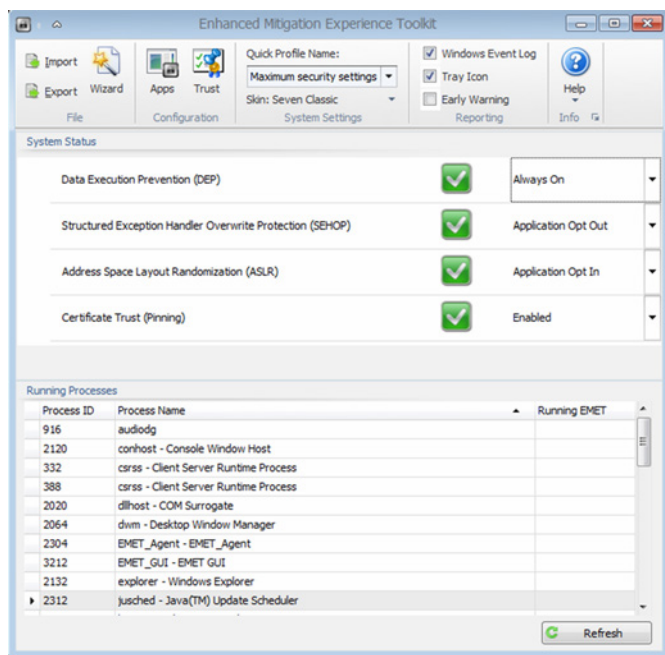 Enhanced Mitigation Experience Toolkit
Import
Export
Wizard
File
Apps
Trust
Configuration
Quick Profile Name:
Maximum security settings
Skin: Seven Classic
System Settings
Windows Event Log
Tray Icon
Early Warning
Reporting
Help
Info
System Status
Data Execution Prevention (DEP) Always On
Structured Exception Handler Overwrite Protection (SEHOP) Application Opt Out
Address Space Layout Randomization (ASLR) Application Opt In
Certificate Trust (Pinning) Enabled
Running Processes
Process ID Process Name Running EMET
916 audiodg
2120 conhost - Console Window Host
332 csrss - Client Server Runtime Process
388 csrss - Client Server Runtime Process
2020 dllhost - COM Surrogate
2064 dwm - Desktop Window Manager
2304 EMET_Agent - EMET_Agent
3212 EMET_GUI - EMET GUI
2132 explorer - Windows Explorer
2312 jusched - Java(TM) Update Scheduler
Refresh